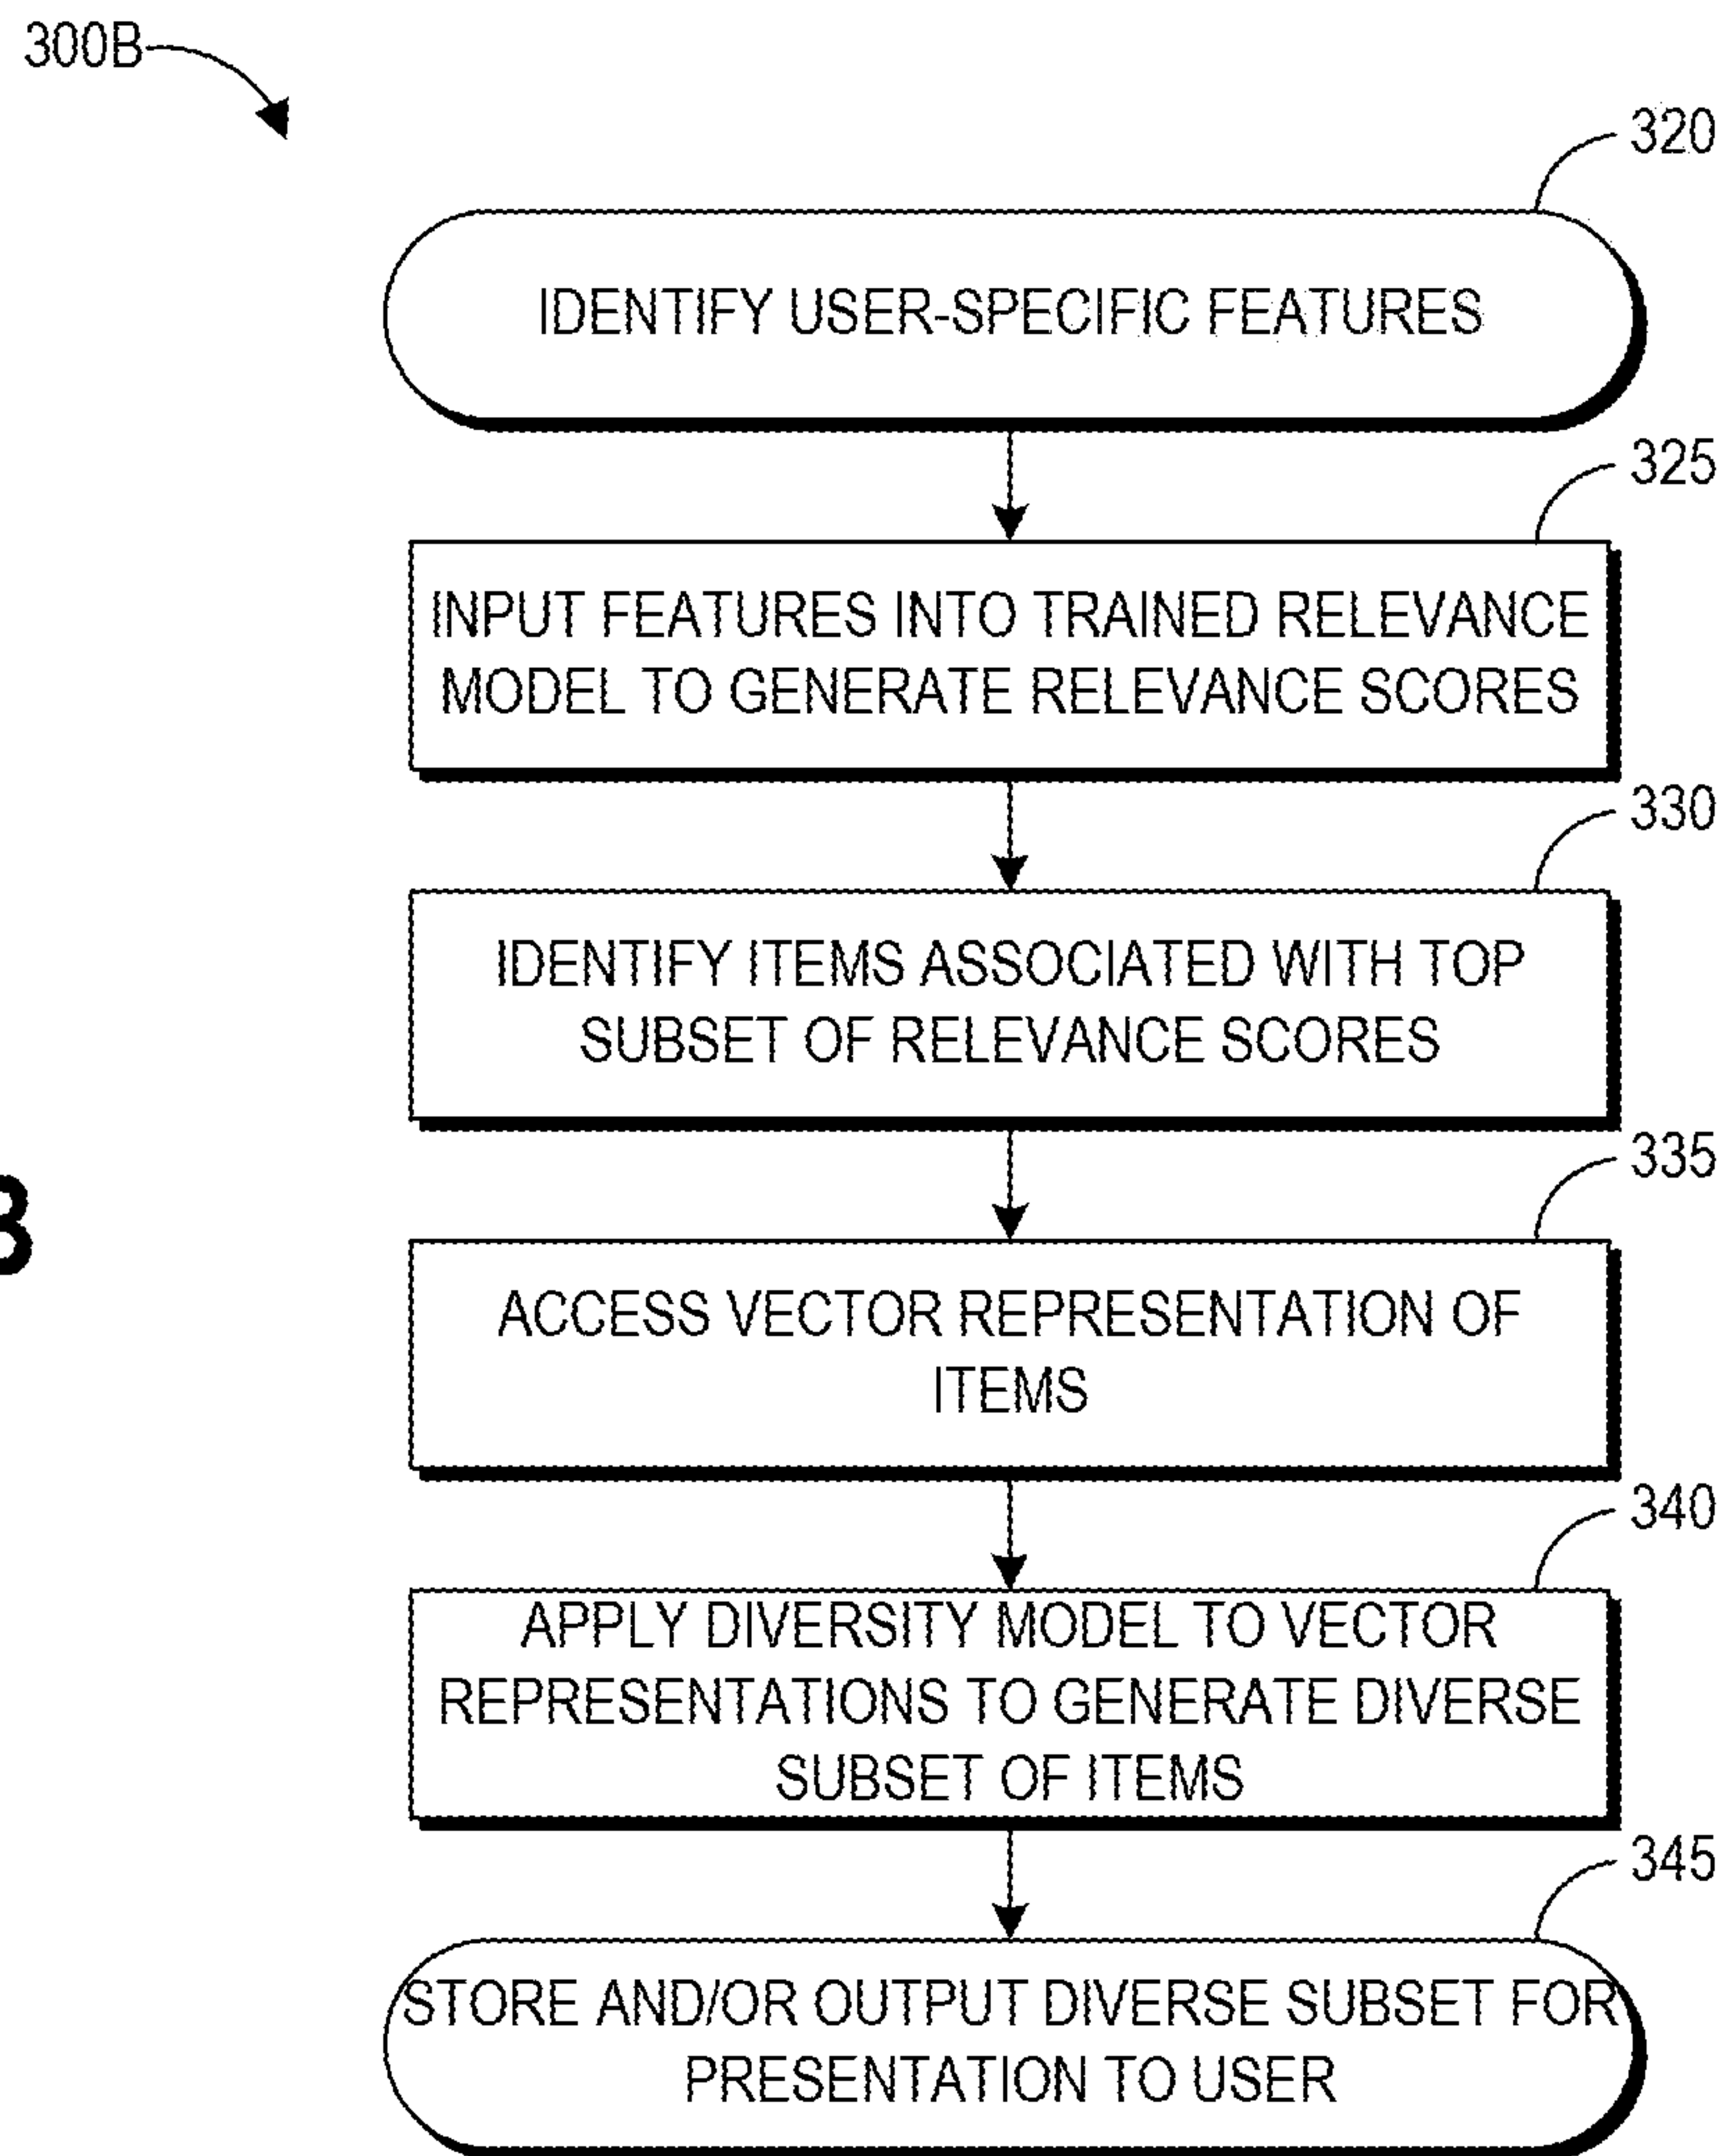 300B
320
IDENTIFY USER-SPECIFIC FEATURES
325
INPUT FEATURES INTO TRAINED RELEVANCE
MODEL TO GENERATE RELEVANCE SCORES
330
IDENTIFY ITEMS ASSOCIATED WITH TOP
SUBSET OF RELEVANCE SCORES
335
ACCESS VECTOR REPRESENTATION OF
ITEMS
340
APPLY DIVERSITY MODEL TO VECTOR
REPRESENTATIONS TO GENERATE DIVERSE
SUBSET OF ITEMS
345
STORE AND/OR OUTPUT DIVERSE SUBSET FOR
PRESENTATION TO USER